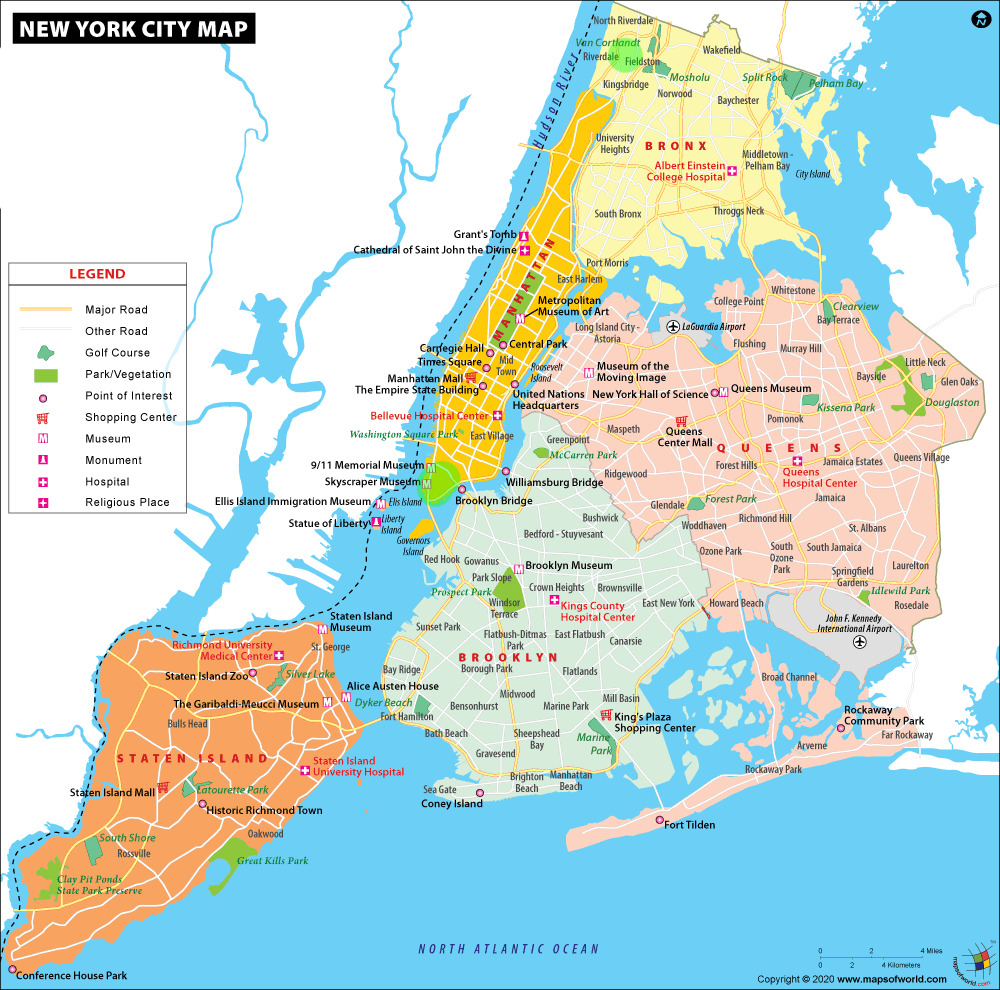 NEW YORK CITY MAP
N
North Riverdale
Van Cortlandt
Riverdale
Fieldston
Wakefield
Mosholu
Split Rock
Pelham Bay
Kingsbridge
Norwood
Baychester
Hudson River
University
Heights
BRONX
Albert Einstein
College Hospital
Middletown -
Pelham Bay
City Island
South Bronx
Throggs Neck
Grant's Tomb
Cathedral of Saint John the Divine
MANHATTAN
Port Morris
East Harlem
LEGEND
Major Road
Other Road
Golf Course
Park/Vegetation
Point of Interest
Shopping Center
Museum
Monument
Hospital
Religious Place
Metropolitan
Museum of Art
College Point
Whitestone
Clearview
Bay Terrace
Long Island City -
Astoria
LaGuardia Airport
Flushing
Murray Hill
Carnegie Hall
Central Park
Times Square
Mid
Town
Roosevelt
Island
Manhattan Mall
The Empire State Building
United Nations
Headquarters
Museum of the
Moving Image
New York Hall of Science
Queens Museum
Bayside
Little Neck
Glen Oaks
Douglaston
Kissena Park
Bellevue Hospital Center
Washington Square Park
East Village
Greenpoint
McCarren Park
Maspeth
Queens
Center Mall
Pomonok
QUEENS
Ridgewood
Forest Hills
Jamaica Estates
Queens Village
Queens
Hospital Center
9/11 Memorial Museum
Skyscraper Museum
Williamsburg Bridge
Brooklyn Bridge
Ellis Island Immigration Museum
Ellis Island
Statue of Liberty
Liberty
Island
Governors
Island
Bushwick
Bedford - Stuyvesant
Glendale
Forest Park
Jamaica
Woddhaven
Richmond Hill
St. Albans
Ozone Park
South
Ozone
Park
South Jamaica
Springfield
Gardens
Laurelton
Idlewild Park
Rosedale
Red Hook
Gowanus
Park Slope
Brooklyn Museum
Prospect Park
Crown Heights
Brownsville
Windsor
Terrace
Kings County
Hospital Center
East New York
Howard Beach
John F. Kennedy
International Airport
Staten Island
Museum
Sunset Park
Flatbush-Ditmas
Park
East Flatbush
Canarsie
Richmond University
Medical Center
St. George
BROOKLYN
Borough Park
Flatlands
Broad Channel
Staten Island Zoo
Silver Lake
Bay Ridge
Alice Austen House
The Garibaldi-Meucci Museum
Dyker Beach
Fort Hamilton
Bulls Head
Bensonhurst
Midwood
Marine Park
Mill Basin
King's Plaza
Shopping Center
Rockaway
Community Park
Far Rockaway
Bath Beach
Sheepshead
Bay
Marine
Park
Arverne
Gravesend
STATEN ISLAND
Staten Island
University Hospital
Rockaway Park
Brighton
Beach
Manhattan
Beach
Sea Gate
Coney Island
Staten Island Mall
Latourette Park
Historic Richmond Town
Fort Tilden
South Shore
Oakwood
Rossville
Great Kills Park
Clay Pit Ponds
State Park Preserve
NORTH ATLANTIC OCEAN
Conference House Park
0 2 4 Miles
0 2 4 Kilometers
Copyright © 2020 www.mapsofworld.com
mapsofworld.com